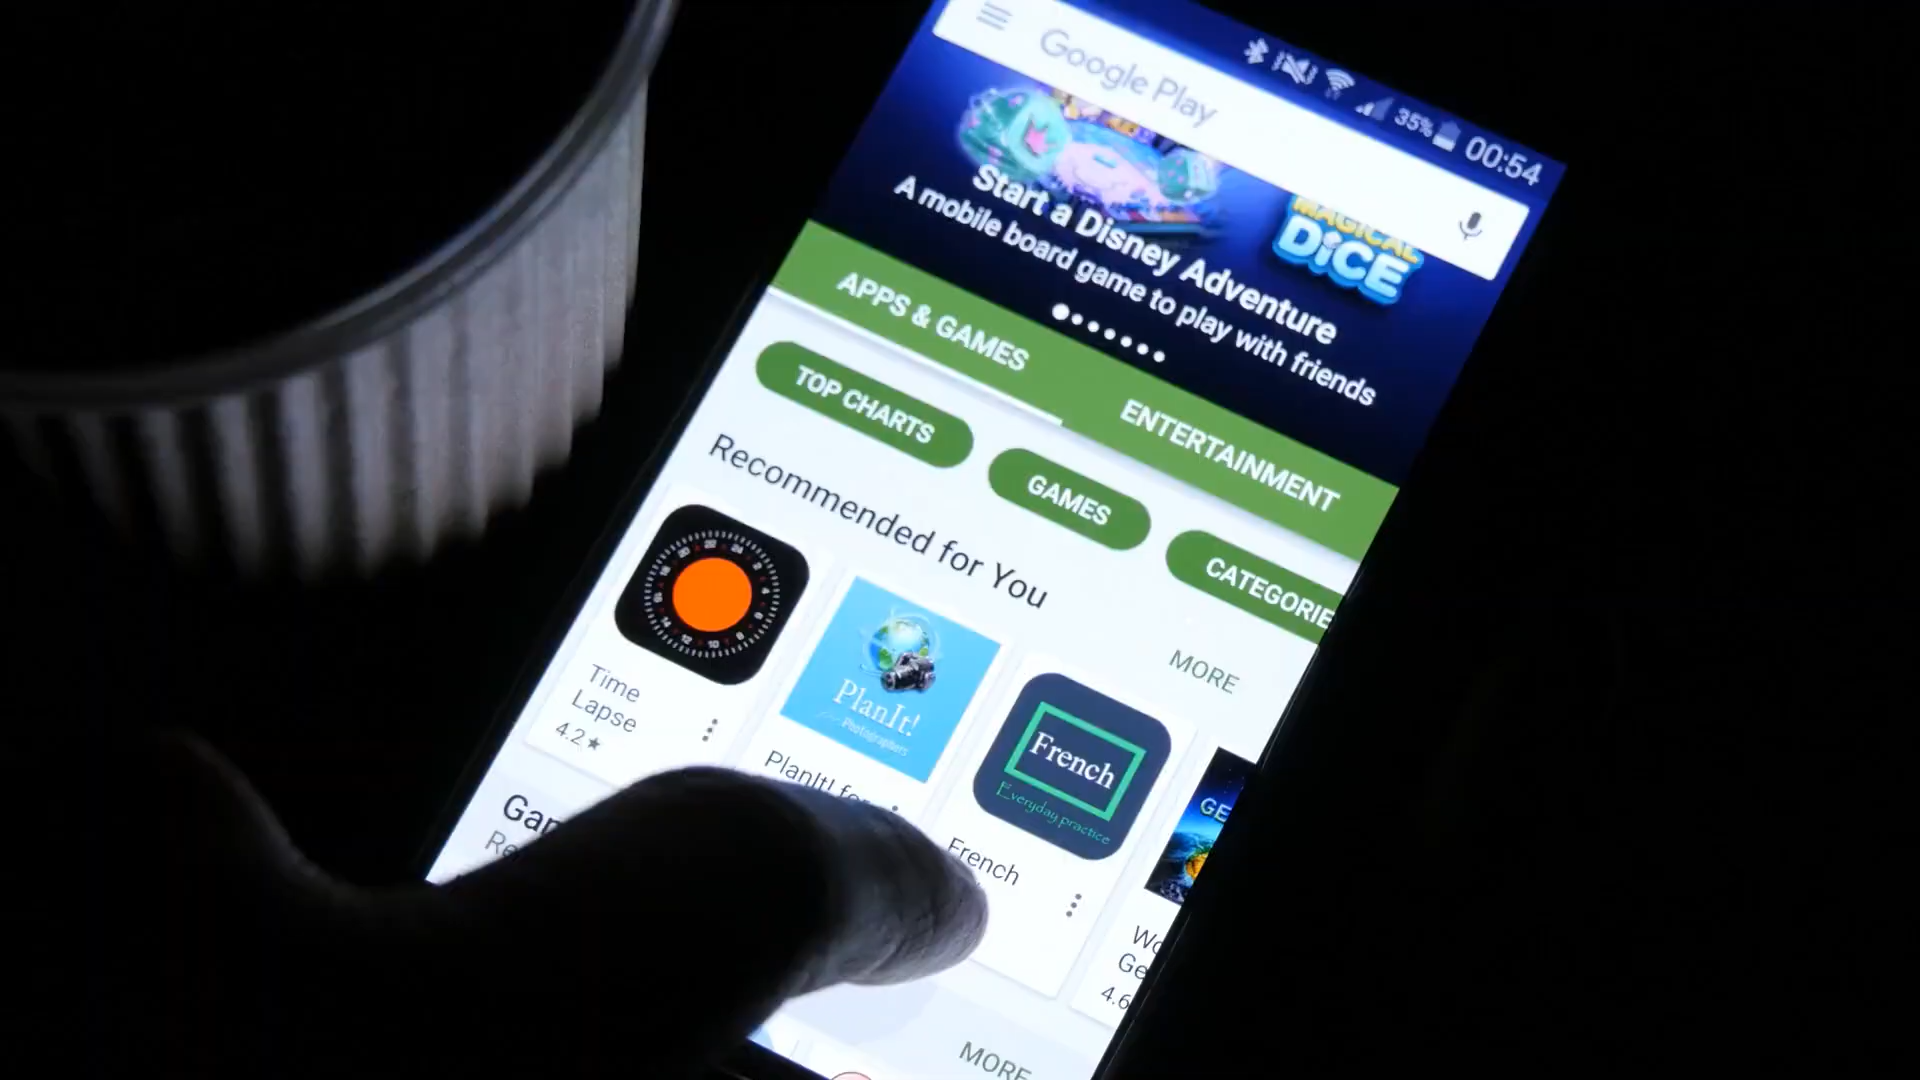 35% 00:54
Google Play
MAGICAL
DiCE
Start a Disney Adventure
A mobile board game to play with friends
APPS & GAMES
ENTERTAINMENT
TOP CHARTS
GAMES
CATEGORIE
Recommended for You
MORE
Time
Lapse
4.2★
PlanIt!
for Photographers
PlanIt! for
French
Everyday practice
French
GE
Wo
Ge
4.6
Gam
Re
MORE